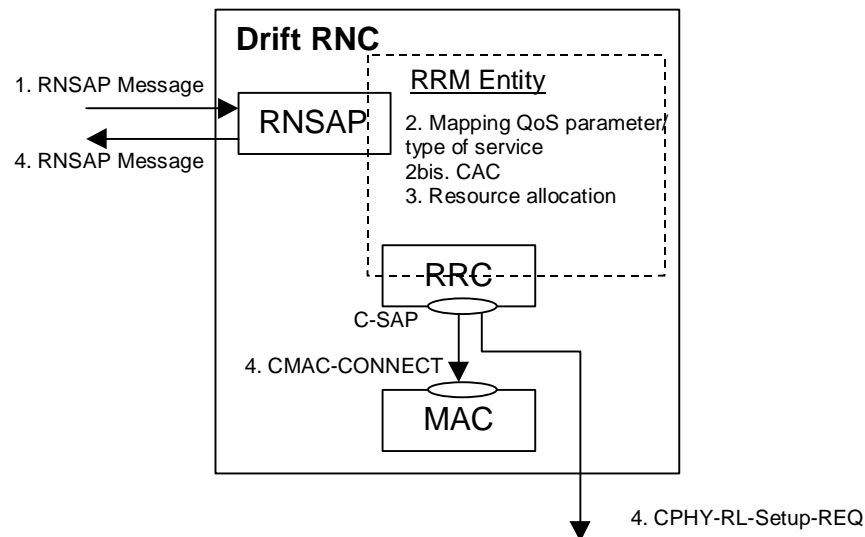 Drift RNC
1. RNSAP Message
RNSAP
4. RNSAP Message
RRM Entity
2. Mapping QoS parameter/
type of service
2bis. CAC
3. Resource allocation
RRC
C-SAP
4. CMAC-CONNECT
MAC
4. CPHY-RL-Setup-REQ